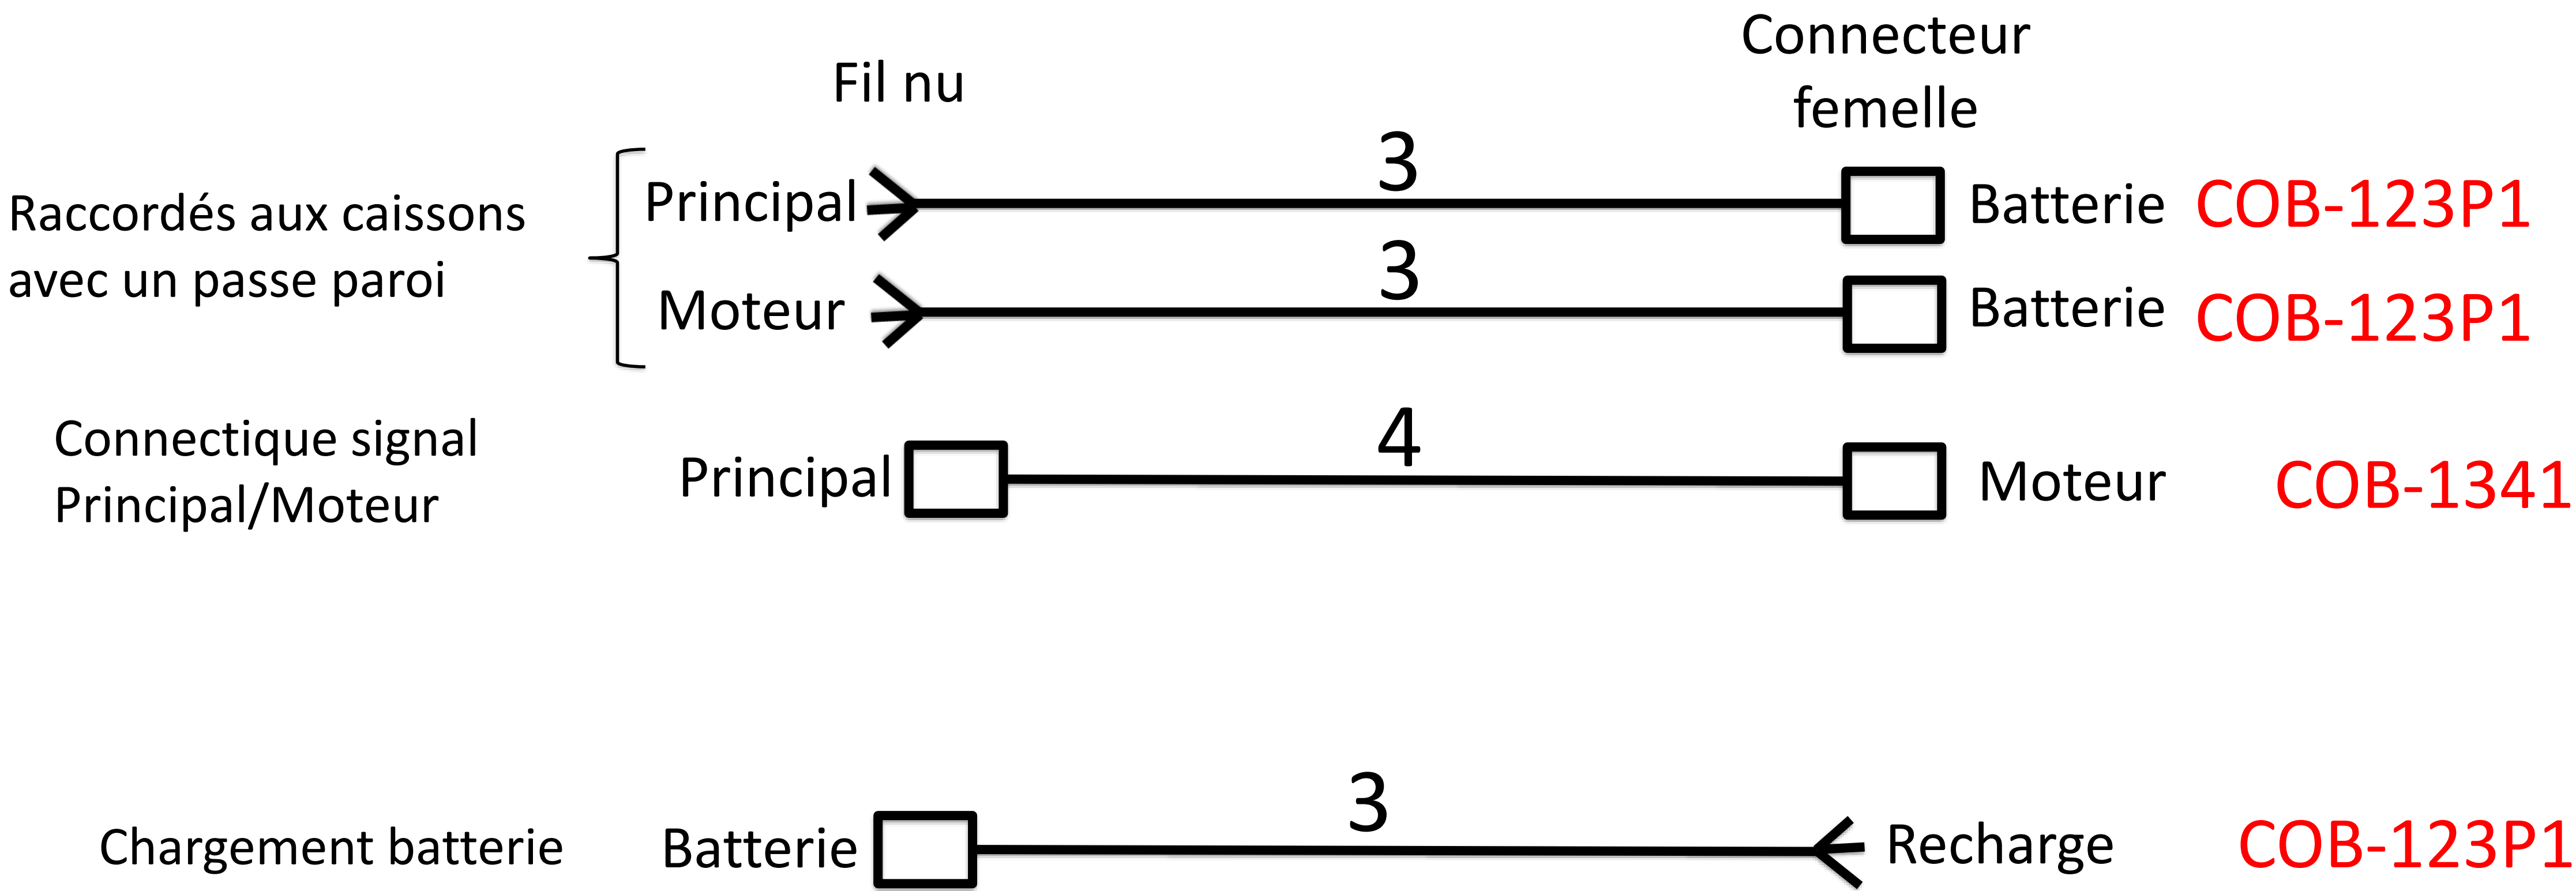 Fil nu
Connecteur
femelle
Raccordés aux caissons
avec un passe paroi
Principal
3
Batterie
COB-123P1
Moteur
3
Batterie
COB-123P1
Connectique signal
Principal/Moteur
Principal
4
Moteur
COB-1341
Chargement batterie
Batterie
3
Recharge
COB-123P1